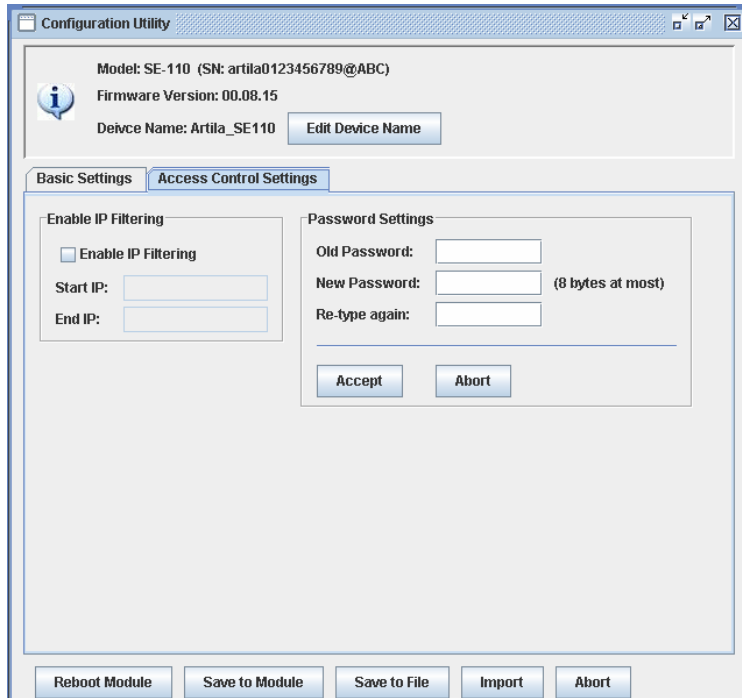 Configuration Utility
Model: SE-110 (SN: artila0123456789@ABC)
Firmware Version: 00.08.15
Deivce Name: Artila_SE110
Edit Device Name
Basic Settings
Access Control Settings
Enable IP Filtering
Enable IP Filtering
Start IP:
End IP:
Password Settings
Old Password:
New Password:
(8 bytes at most)
Re-type again:
Accept
Abort
Reboot Module
Save to Module
Save to File
Import
Abort